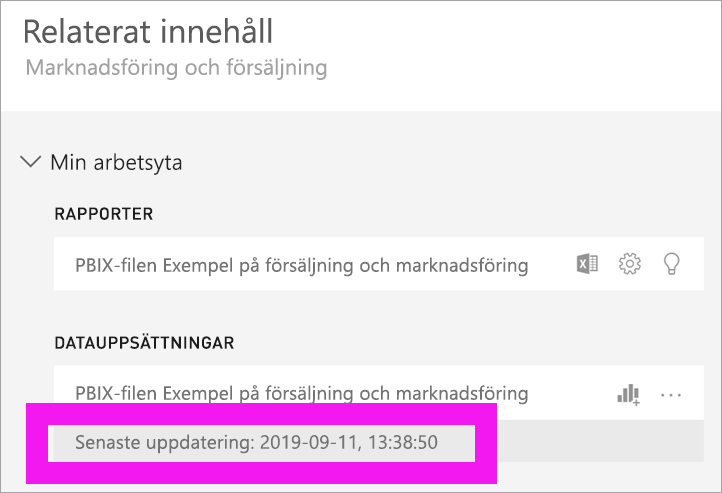 Relaterat innehåll
Marknadsföring och försäljning
Min arbetsyta
RAPPORTER
PBIX-filen Exempel på försäljning och marknadsföring
DATAUPPSÄTTNINGAR
PBIX-filen Exempel på försäljning och marknadsföring
Senaste uppdatering: 2019-09-11, 13:38:50